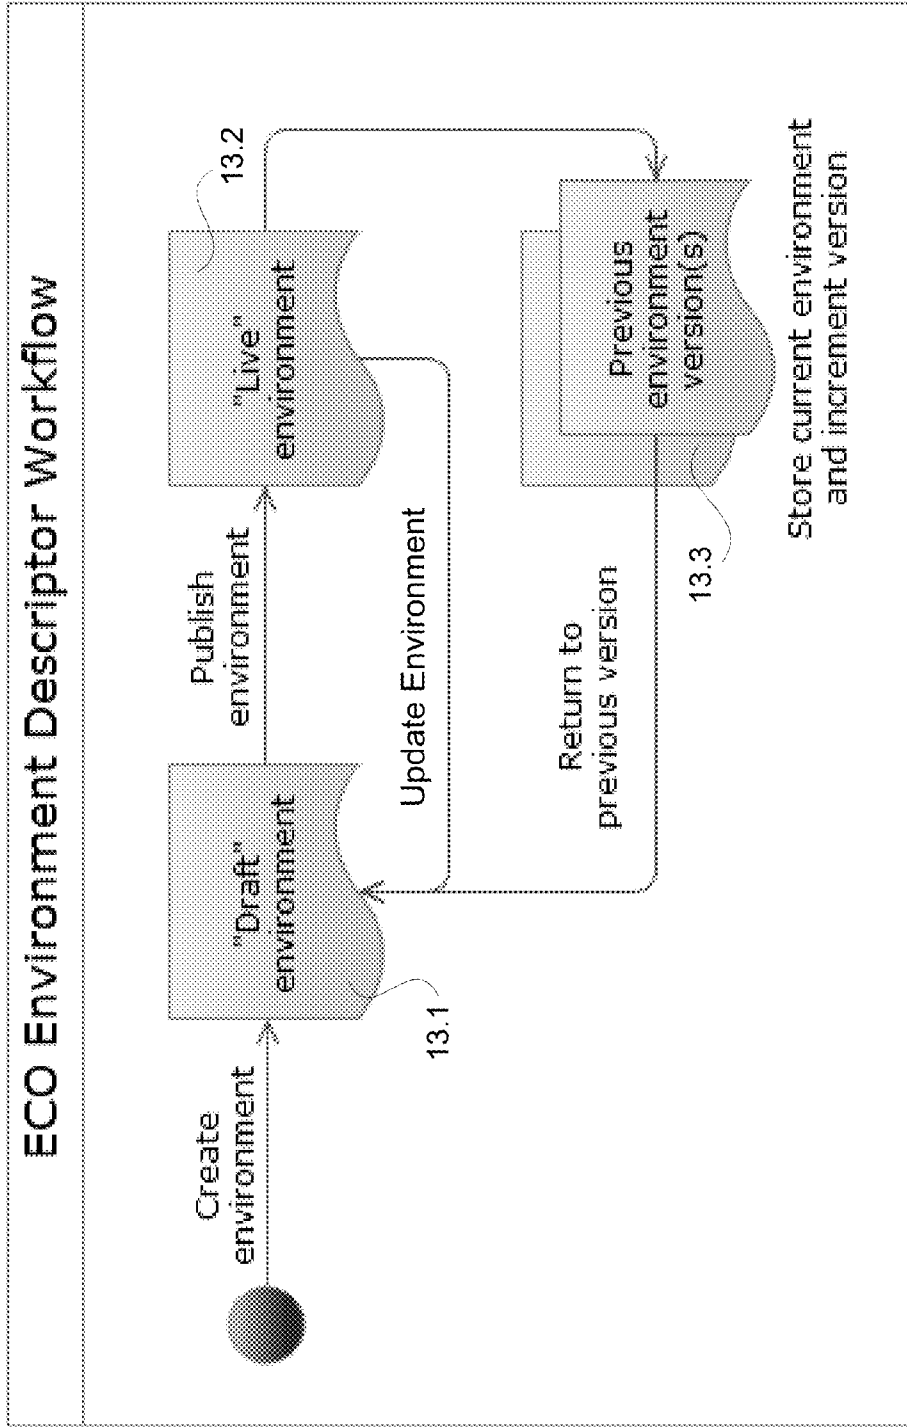 ECO Environment Descriptor Workflow
Create
environment
"Draft"
environment
13.1
Publish
environment
"Live"
environment
13.2
Update Environment
Return to
previous version
Previous
environment
version(s)
13.3
Store current environment
and increment version